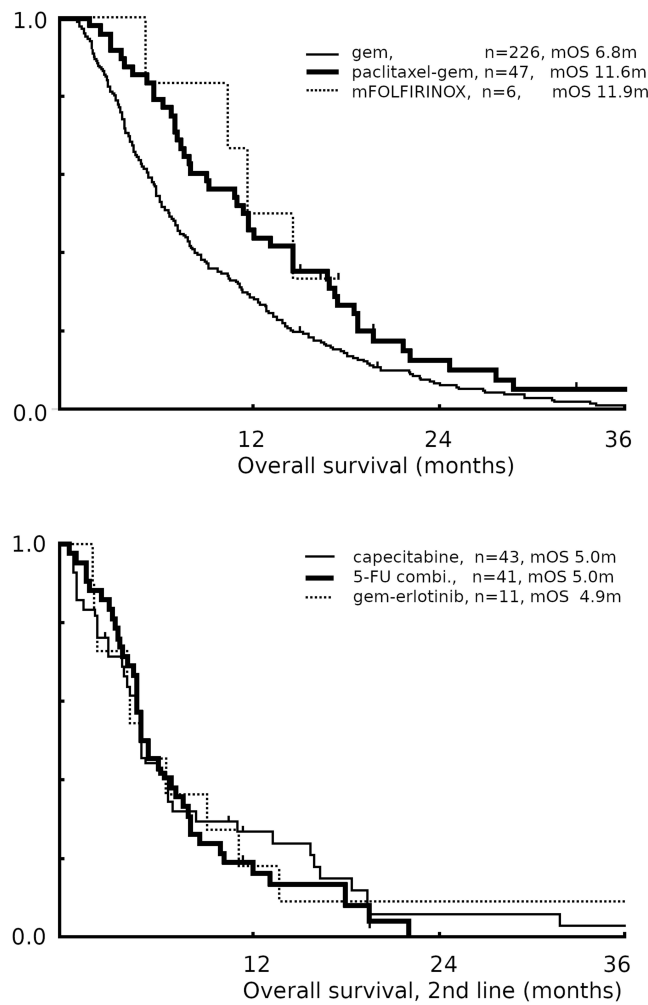 1.0
gem, n=226, mOS 6.8m
paclitaxel-gem, n=47, mOS 11.6m
mFOLFIRINOX, n=6, mOS 11.9m
0.0
12 24 36
Overall survival (months)
1.0
capecitabine, n=43, mOS 5.0m
5-FU combi., n=41, mOS 5.0m
gem-erlotinib, n=11, mOS 4.9m
0.0
12 24 36
Overall survival, 2nd line (months)